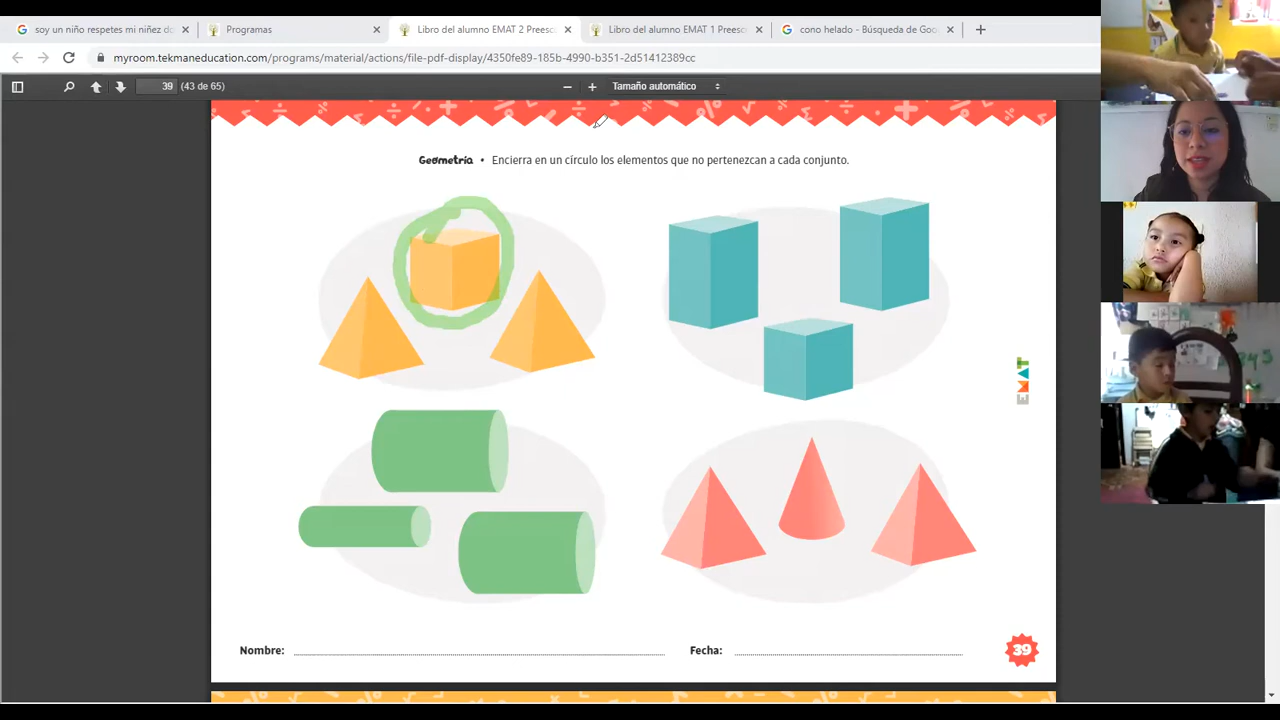 soy un niño respetes mi niñez do
Programas
Libro del alumno EMAT 2 Preesc
Libro del alumno EMAT 1 Preesc
cono helado - Búsqueda de Goo
myroom.tekmaneducation.com/programs/material/actions/file-pdf-display/4350fe89-185b-4990-b351-2d51412389cc
39 (43 de 65)
Tamaño automático
Geometría • Encierra en un círculo los elementos que no pertenezcan a cada conjunto.
EMAT
Nombre:
Fecha:
39